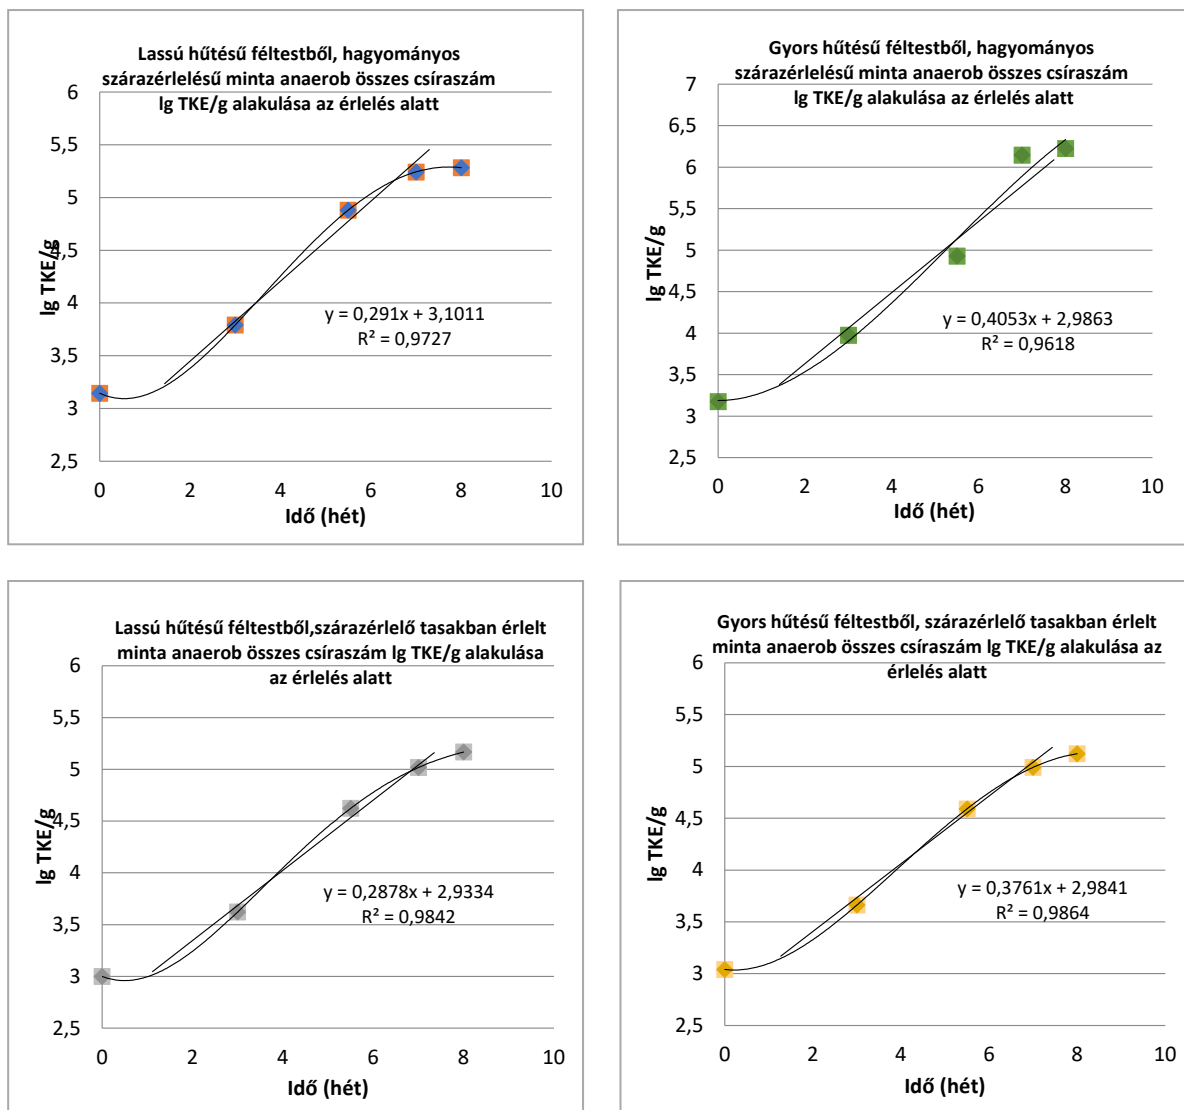 Lassú hűtésű féltestből, hagyományos
szárazérlelésű minta anaerob összes csíraszám
lg TKE/g alakulása az érlelés alatt
6
5,5
5
4,5
4
3,5
3
2,5
lg TKE/g
y = 0,291x + 3,1011
R² = 0,9727
0 2 4 6 8 10
Idő (hét)
Gyors hűtésű féltestből, hagyományos
szárazérlelésű minta anaerob összes csíraszám
lg TKE/g alakulása az érlelés alatt
7
6,5
6
5,5
5
4,5
4
3,5
3
2,5
lg TKE/g
y = 0,4053x + 2,9863
R² = 0,9618
0 2 4 6 8 10
Idő (hét)
Lassú hűtésű féltestből,szárazérlelő tasakban érlelt
minta anaerob összes csíraszám lg TKE/g alakulása
az érlelés alatt
6
5,5
5
4,5
4
3,5
3
2,5
lg TKE/g
y = 0,2878x + 2,9334
R² = 0,9842
0 2 4 6 8 10
Idő (hét)
Gyors hűtésű féltestből, szárazérlelő tasakban érlelt
minta anaerob összes csíraszám lg TKE/g alakulása az
érlelés alatt
6
5,5
5
4,5
4
3,5
3
2,5
lg TKE/g
y = 0,3761x + 2,9841
R² = 0,9864
0 2 4 6 8 10
Idő (hét)